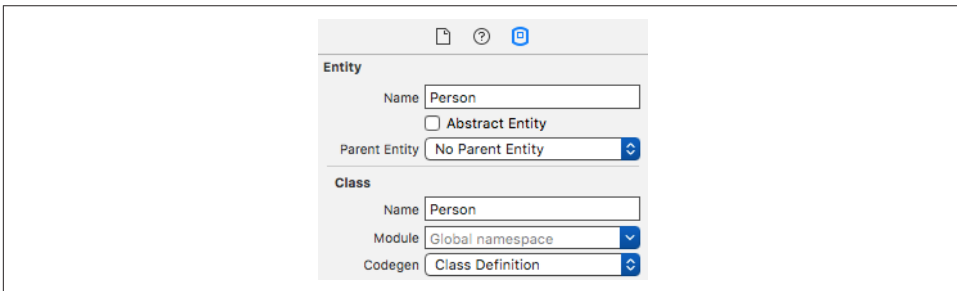 Entity
Name Person
Abstract Entity
Parent Entity No Parent Entity
Class
Name Person
Module Global namespace
Codegen Class Definition